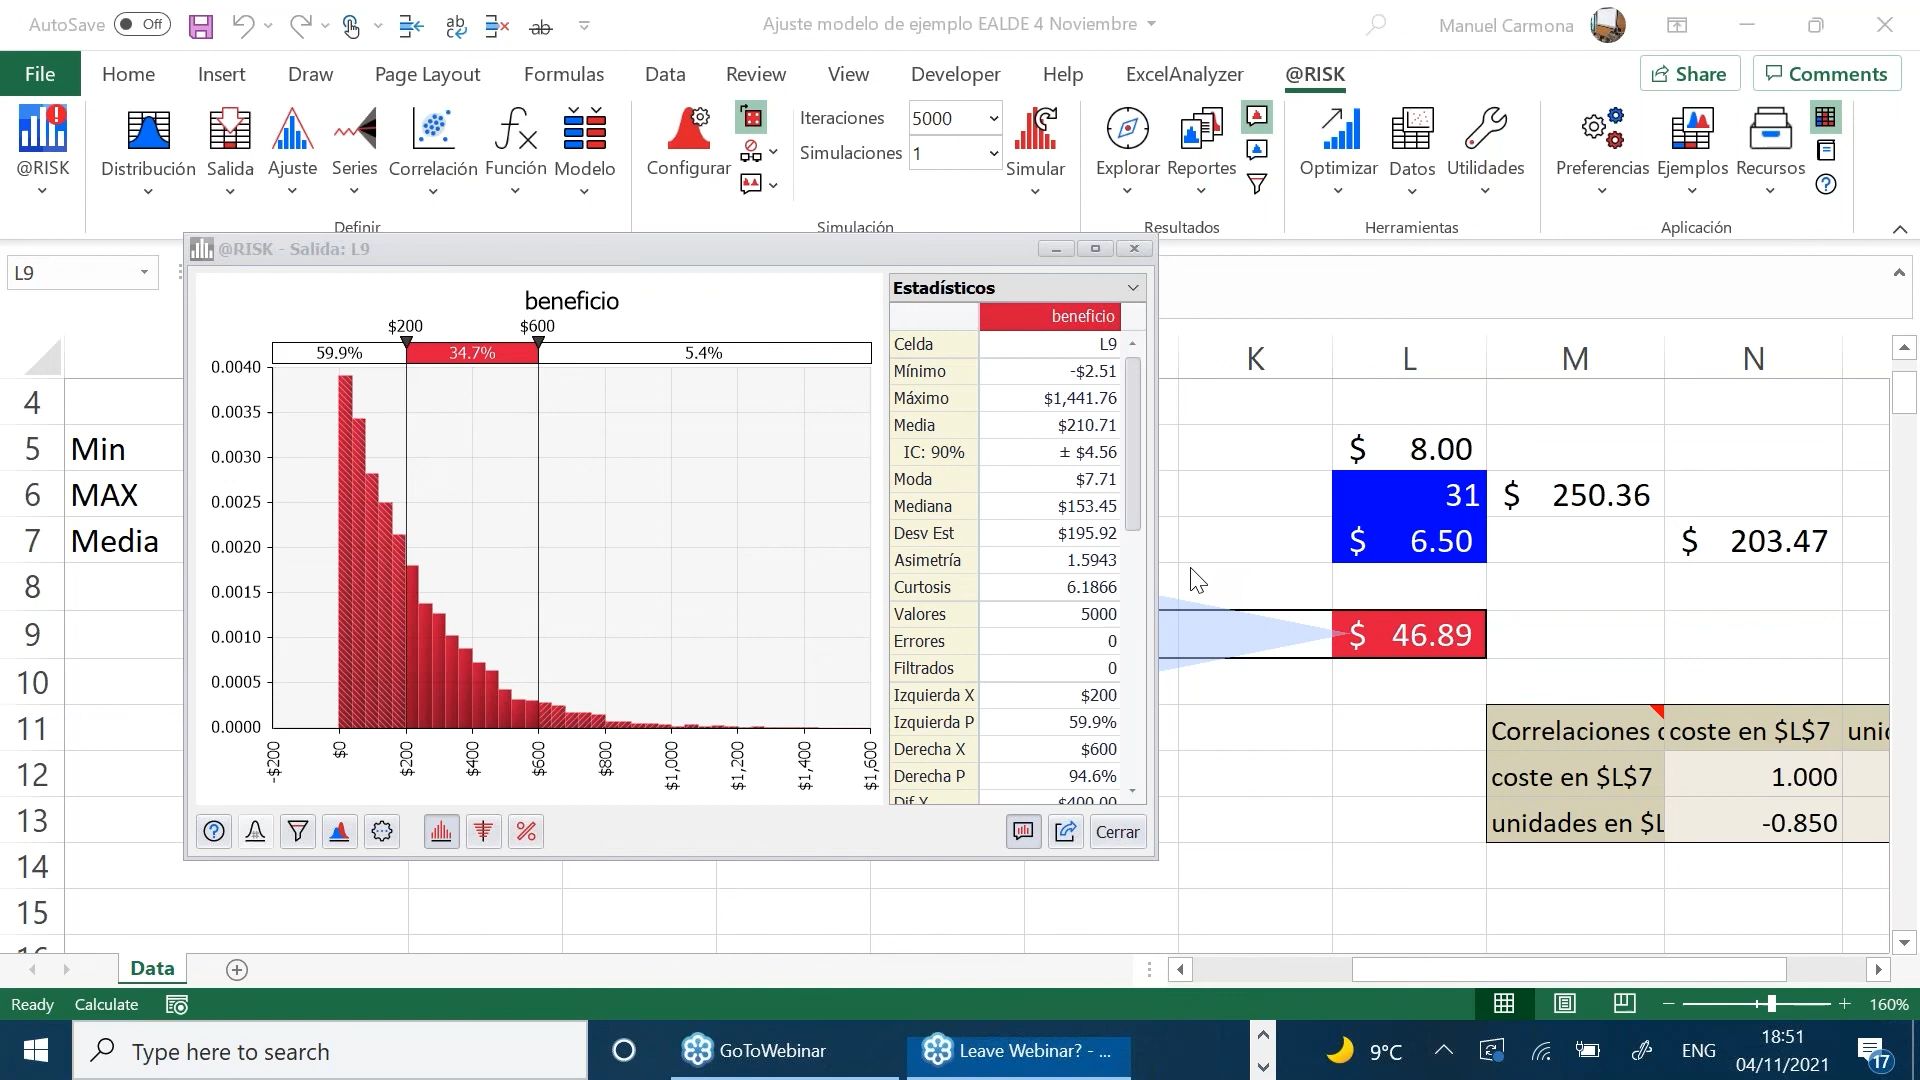 AutoSave Off
Ajuste modelo de ejemplo EALDE 4 Noviembre
Manuel Carmona
File Home Insert Draw Page Layout Formulas Data Review View Developer Help ExcelAnalyzer @RISK
Share Comments
@RISK Distribución Salida Ajuste Series Correlación Función Modelo
Configurar
Iteraciones 5000
Simulaciones 1
Simular
Explorar Reportes
Optimizar Datos Utilidades
Preferencias Ejemplos Recursos
Definir Simulación Resultados Herramientas Aplicación
L9
@RISK - Salida: L9
beneficio
$200 $600
59.9% 34.7% 5.4%
0.0040
0.0035
0.0030
0.0025
0.0020
0.0015
0.0010
0.0005
0.0000
-$200 $0 $200 $400 $600 $800 $1,000 $1,200 $1,400 $1,600
Estadísticos
beneficio
Celda L9
Mínimo -$2.51
Máximo $1,441.76
Media $210.71
IC: 90% ± $4.56
Moda $7.71
Mediana $153.45
Desv Est $195.92
Asimetría 1.5943
Curtosis 6.1866
Valores 5000
Errores 0
Filtrados 0
Izquierda X $200
Izquierda P 59.9%
Derecha X $600
Derecha P 94.6%
Dif X $400.00
Cerrar
K L M N
4
5 Min $ 8.00
6 MAX 31 $ 250.36
7 Media $ 6.50 $ 203.47
8
9 $ 46.89
10
11 Correlaciones coste en $L$7
12 coste en $L$7 1.000
13 unidades en $L -0.850
14
15
Data
Ready Calculate
160%
Type here to search
GoToWebinar
Leave Webinar? - ...
9°C
ENG
18:51
04/11/2021
17